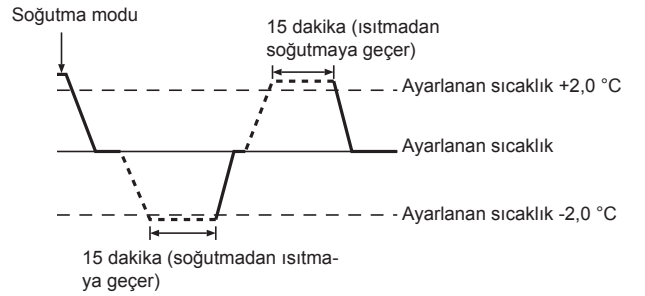 Soğutma modu
15 dakika (ısıtmadan
soğutmaya geçer)
Ayarlanan sıcaklık +2,0 °C
Ayarlanan sıcaklık
Ayarlanan sıcaklık -2,0 °C
15 dakika (soğutmadan ısıtma-
ya geçer)